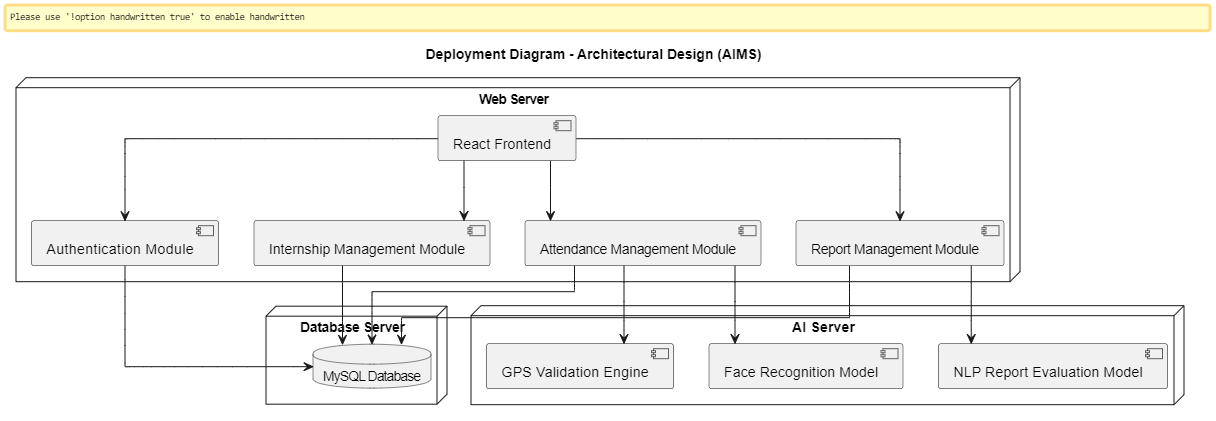 Please use '!option handwritten true' to enable handwritten
Deployment Diagram - Architectural Design (AIMS)
Web Server
React Frontend
Authentication Module
Internship Management Module
Attendance Management Module
Report Management Module
Database Server
AI Server
MySQL Database
GPS Validation Engine
Face Recognition Model
NLP Report Evaluation Model